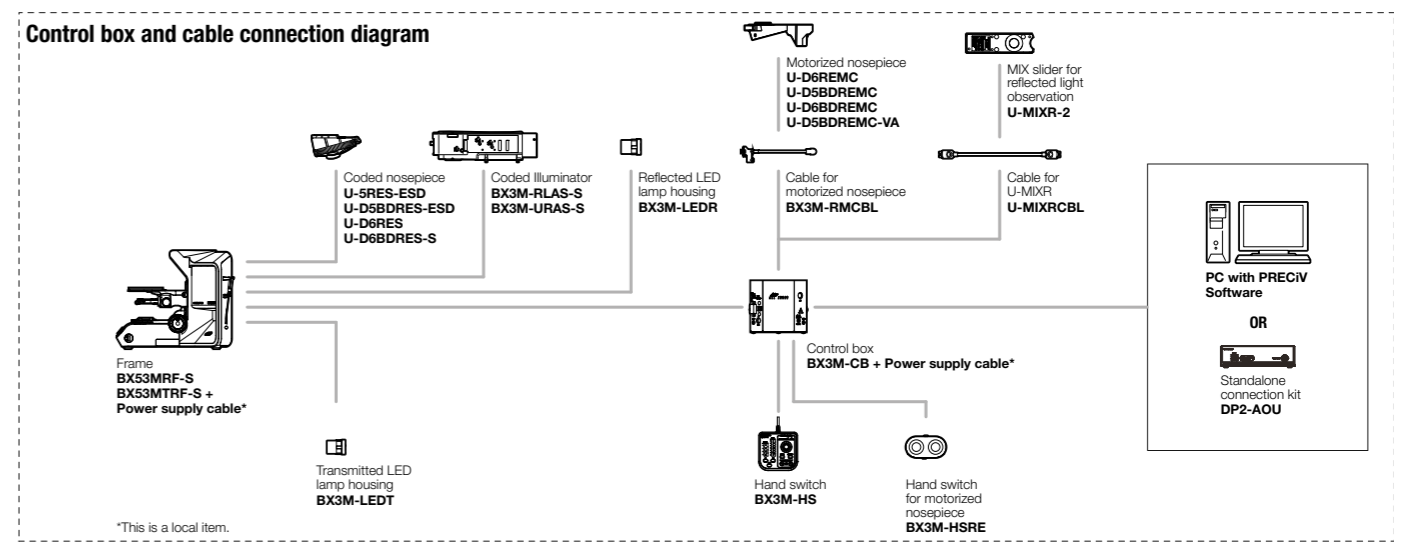 Control box and cable connection diagram
Motorized nosepiece
U-D6REMC
U-D5BDREMC
U-D6BDREMC
U-D5BDREMC-VA
MIX slider for
reflected light
observation
U-MIXR-2
Coded nosepiece
U-5RES-ESD
U-D5BDRES-ESD
U-D6RES
U-D6BDRES-S
Coded Illuminator
BX3M-RLAS-S
BX3M-URAS-S
Reflected LED
lamp housing
BX3M-LEDR
Cable for
motorized nosepiece
BX3M-RMCBL
Cable for
U-MIXR
U-MIXRCBL
PC with PRECiV
Software
OR
Standalone
connection kit
DP2-AOU
Frame
BX53MRF-S
BX53MTRF-S +
Power supply cable*
Control box
BX3M-CB + Power supply cable*
Transmitted LED
lamp housing
BX3M-LEDT
Hand switch
BX3M-HS
Hand switch
for motorized
nosepiece
BX3M-HSRE
*This is a local item.